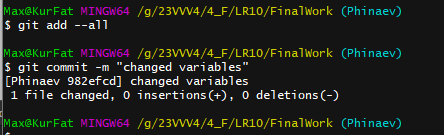 Max@KurFat MINGW64 /g/23VVV4/4_F/LR10/FinalWork (Phinaev)
$ git add --all
Max@KurFat MINGW64 /g/23VVV4/4_F/LR10/FinalWork (Phinaev)
$ git commit -m "changed variables"
[Phinaev 982efcd] changed variables
1 file changed, 0 insertions(+), 0 deletions(-)
Max@KurFat MINGW64 /g/23VVV4/4_F/LR10/FinalWork (Phinaev)